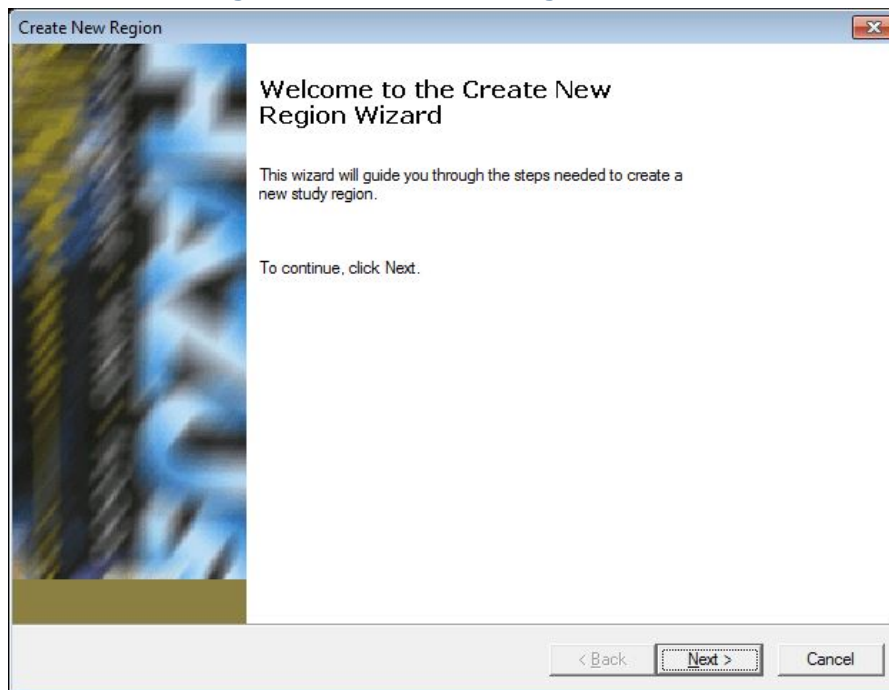 Create New Region
Welcome to the Create New
Region Wizard
This wizard will guide you through the steps needed to create a
new study region.
To continue, click Next.
< Back
Next >
Cancel